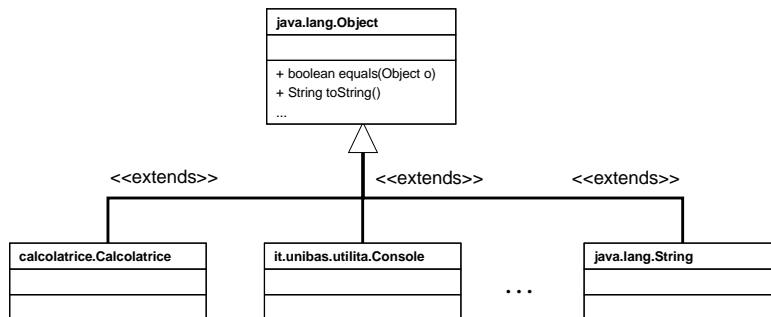 java.lang.Object
+ boolean equals(Object o)
+ String toString()
...
<<extends>>
<<extends>>
<<extends>>
calcolatrice.Calcolatrice
it.unibas.utilita.Console
...
java.lang.String